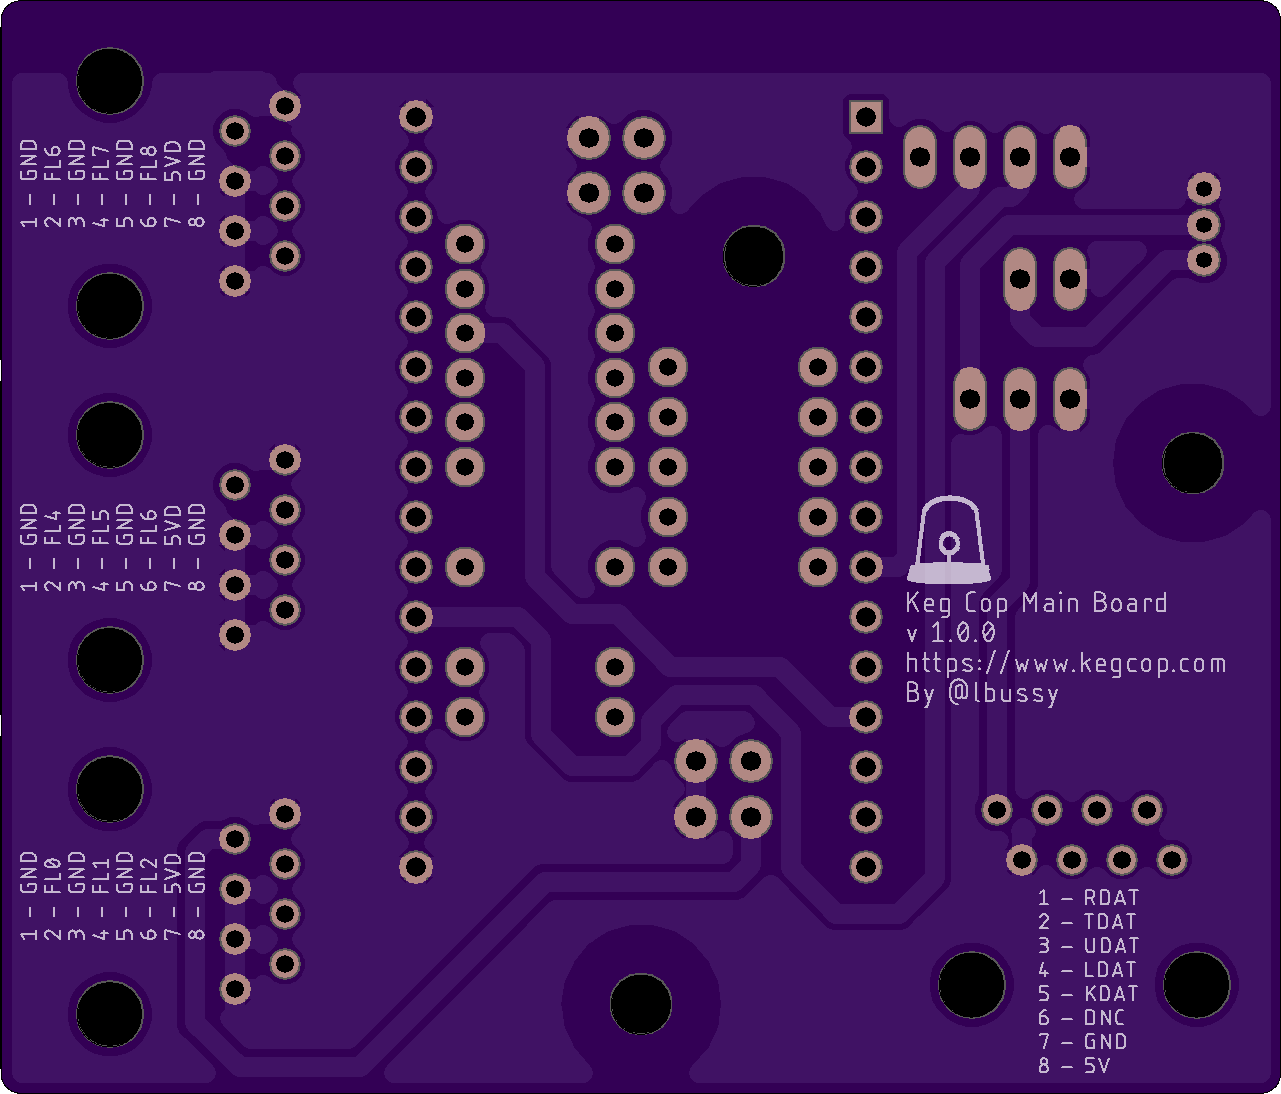 1 - GND
2 - FL6
3 - GND
4 - FL7
5 - GND
6 - FL8
7 - 5VD
8 - GND
1 - GND
2 - FL4
3 - GND
4 - FL5
5 - GND
6 - FL6
7 - 5VD
8 - GND
Keg Cop Main Board
v 1.0.0
https://www.kegcop.com
By @lbussy
1 - GND
2 - FL0
3 - GND
4 - FL1
5 - GND
6 - FL2
7 - 5VD
8 - GND
1 - RDAT
2 - TDAT
3 - UDAT
4 - LDAT
5 - KDAT
6 - DNC
7 - GND
8 - 5V